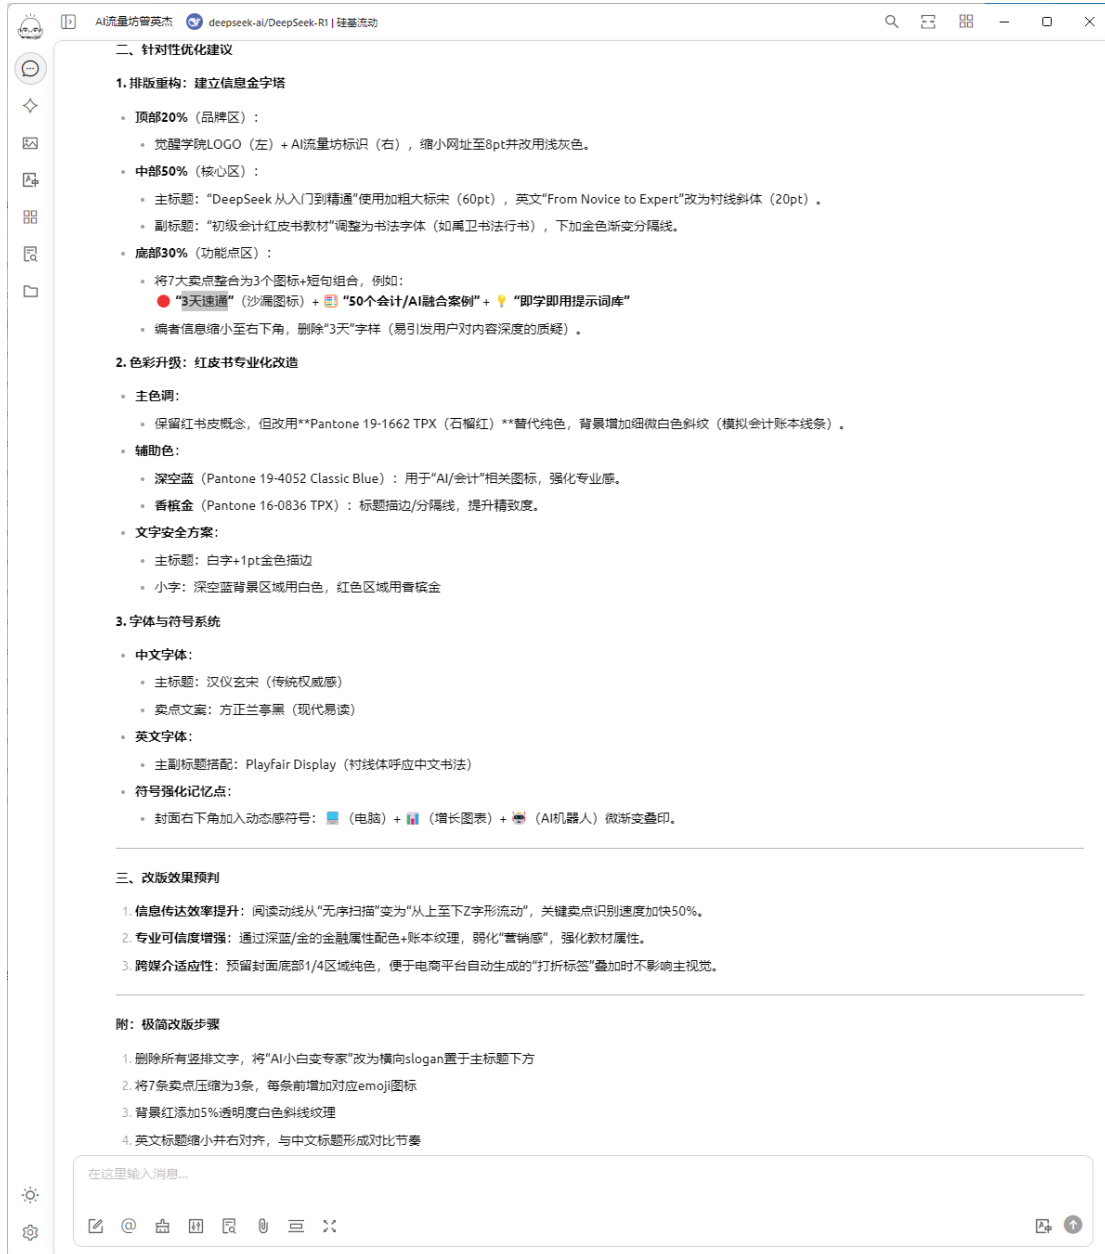 AI流量坊曾英杰 deepseek-ai/DeepSeek-R1 | 硅基流动
二、针对性优化建议
1. 排版重构：建立信息金字塔
顶部20%（品牌区）：
觉醒学院LOGO（左）+ AI流量坊标识（右），缩小网址至8pt并改用浅灰色。
中部50%（核心区）：
主标题：“DeepSeek 从入门到精通”使用加粗大标宋（60pt），英文“From Novice to Expert”改为衬线斜体（20pt）。
副标题：“初级会计红皮书教材”调整为书法字体（如禹卫书法行书），下加金色渐变分隔线。
底部30%（功能点区）：
将7大卖点整合为3个图标+短句组合，例如：
🔴 “3天速通”（沙漏图标）+ 🧮 “50个会计/AI融合案例” + 💡 “即学即用提示词库”
编者信息缩小至右下角，删除“3天”字样（易引发用户对内容深度的质疑）。
2. 色彩升级：红皮书专业化改造
主色调：
保留红书皮概念，但改用**Pantone 19-1662 TPX（石榴红）**替代纯色，背景增加细微白色斜纹（模拟会计账本线条）。
辅助色：
深空蓝（Pantone 19-4052 Classic Blue）：用于“AI/会计”相关图标，强化专业感。
香槟金（Pantone 16-0836 TPX）：标题描边/分隔线，提升精致度。
文字安全方案：
主标题：白字+1pt金色描边
小字：深空蓝背景区域用白色，红色区域用香槟金
3. 字体与符号系统
中文字体：
主标题：汉仪玄宋（传统权威感）
卖点文案：方正兰亭黑（现代易读）
英文字体：
主副标题搭配：Playfair Display（衬线体呼应中文书法）
符号强化记忆点：
封面右下角加入动态感符号：💻（电脑）+ 📊（增长图表）+ 🤖（AI机器人）微渐变叠印。
三、改版效果预判
1. 信息传达效率提升：阅读动线从“无序扫描”变为“从上至下Z字形流动”，关键卖点识别速度加快50%。
2. 专业可信度增强：通过深蓝/金的金融属性配色+账本纹理，弱化“营销感”，强化教材属性。
3. 跨媒介适应性：预留封面底部1/4区域纯色，便于电商平台自动生成的“打折标签”叠加时不影响主视觉。
附：极简改版步骤
1. 删除所有竖排文字，将“AI小白变专家”改为横向slogan置于主标题下方
2. 将7条卖点压缩为3条，每条前增加对应emoji图标
3. 背景红添加5%透明度白色斜线纹理
4. 英文标题缩小并右对齐，与中文标题形成对比节奏
在这里输入消息...